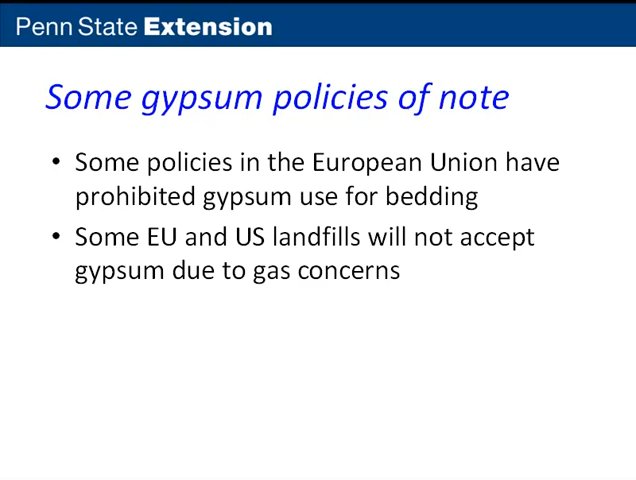 Penn State Extension
Some gypsum policies of note
• Some policies in the European Union have
prohibited gypsum use for bedding
• Some EU and US landfills will not accept
gypsum due to gas concerns